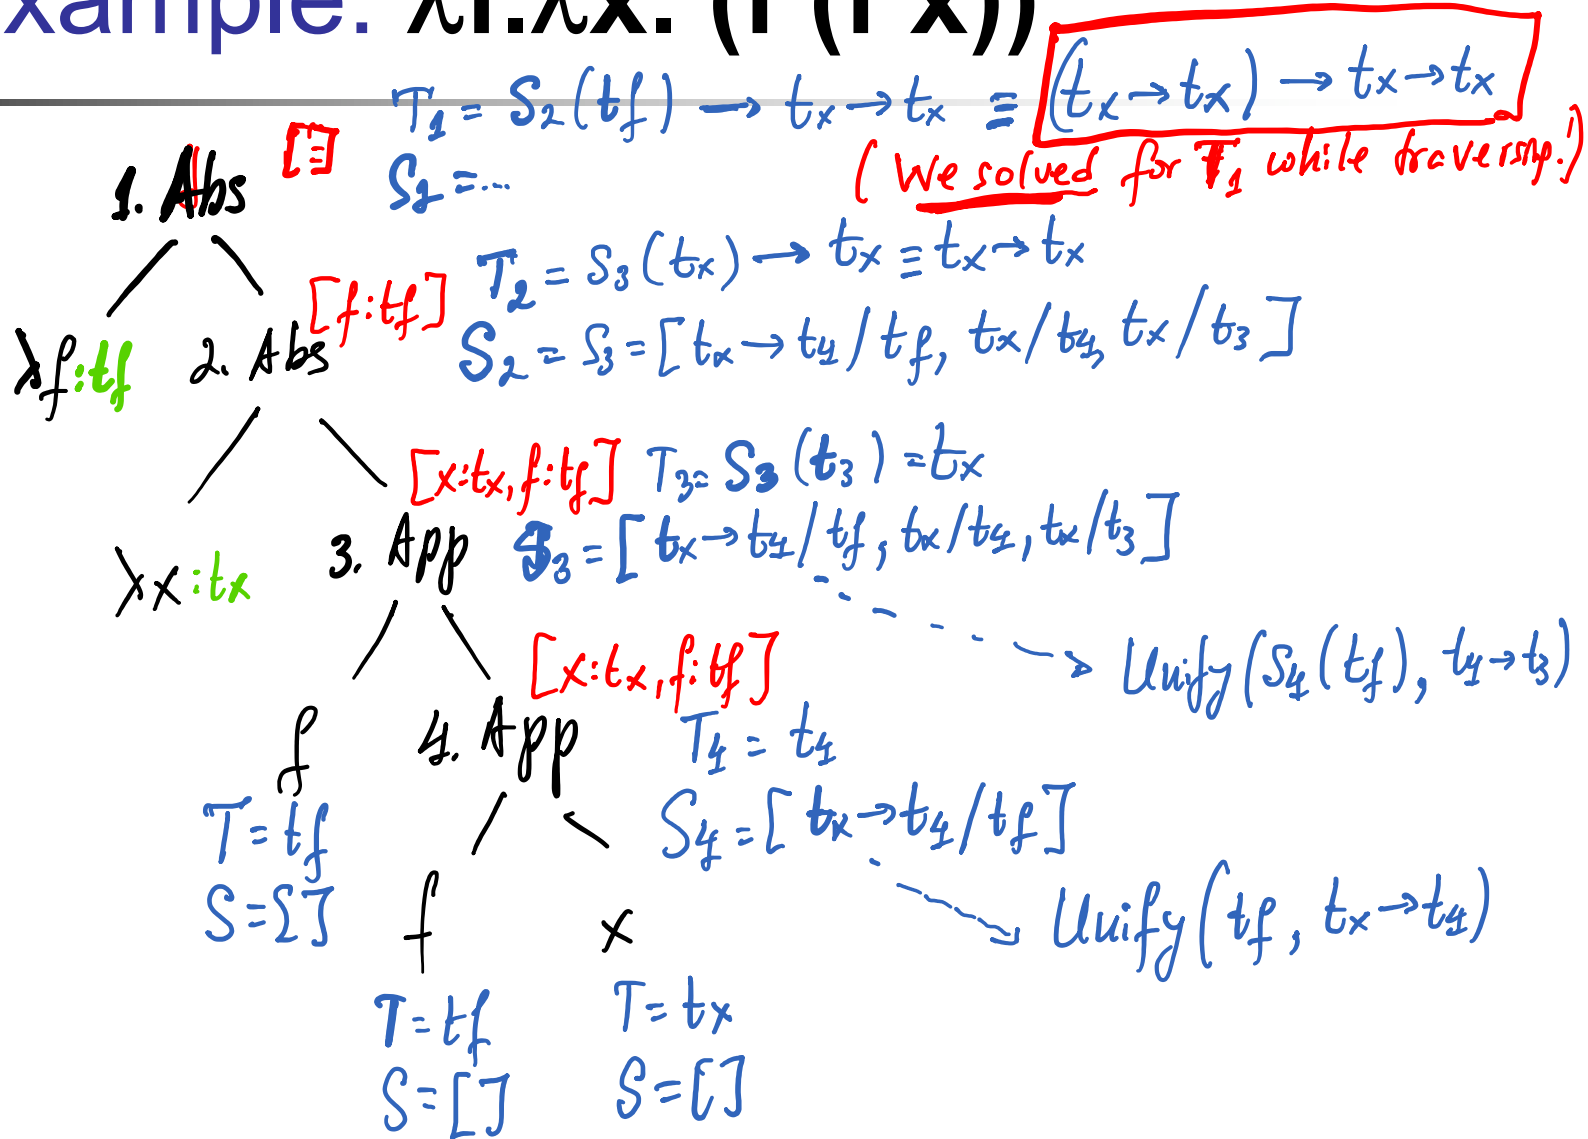 xample: λf.λx. (f (f x))
T₁ = S₂(tf) → tx → tx ≡ (tx → tx) → tx → tx
(We solved for T₁ while traversing.!)
1. Abs [] S₁ = ...
T₂ = S₃(tx) → tx ≡ tx → tx
λf:tf 2. Abs [f:tf] S₂ = S₃ = [tx → t4/tf, tx/t4, tx/t3]
[x:tx, f:tf] T₃ = S₃(t3) = tx
λx:tx 3. App S₃ = [tx → t4/tf, tx/t4, tx/t3]
[x:tx, f:tf] Unify(S₄(tf), t4 → t3)
f 4. App T₄ = t4
T = tf S₄ = [tx → t4/tf]
S = [] f x Unify(tf, tx → t4)
T = tf T = tx
S = [] S = []